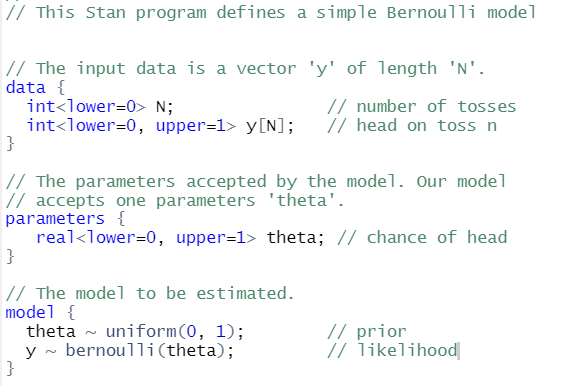 // This Stan program defines a simple Bernoulli model
// The input data is a vector 'y' of length 'N'.
data {
  int<lower=0> N;               // number of tosses
  int<lower=0, upper=1> y[N];   // head on toss n
}
// The parameters accepted by the model. Our model
// accepts one parameters 'theta'.
parameters {
   real<lower=0, upper=1> theta; // chance of head
}
// The model to be estimated.
model {
  theta ~ uniform(0, 1);        // prior
  y ~ bernoulli(theta);         // likelihood
}